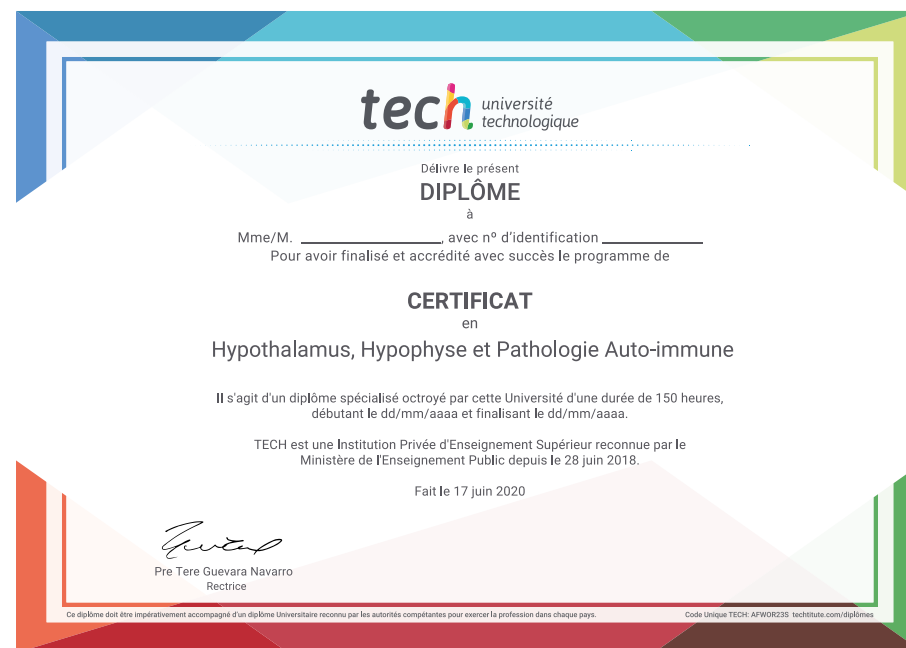 tech université
technologique
Délivre le présent
DIPLÔME
à
Mme/M. ____________________, avec nº d'identification ______________
Pour avoir finalisé et accrédité avec succès le programme de
CERTIFICAT
en
Hypothalamus, Hypophyse et Pathologie Auto-immune
Il s'agit d'un diplôme spécialisé octroyé par cette Université d'une durée de 150 heures,
débutant le dd/mm/aaaa et finalisant le dd/mm/aaaa.
TECH est une Institution Privée d'Enseignement Supérieur reconnue par le
Ministère de l'Enseignement Public depuis le 28 juin 2018.
Fait le 17 juin 2020
Pre Tere Guevara Navarro
Rectrice
Ce diplôme doit être impérativement accompagné d'un diplôme Universitaire reconnu par les autorités compétantes pour exercer la profession dans chaque pays.
Code Unique TECH: AFWOR23S techtitute.com/diplômes